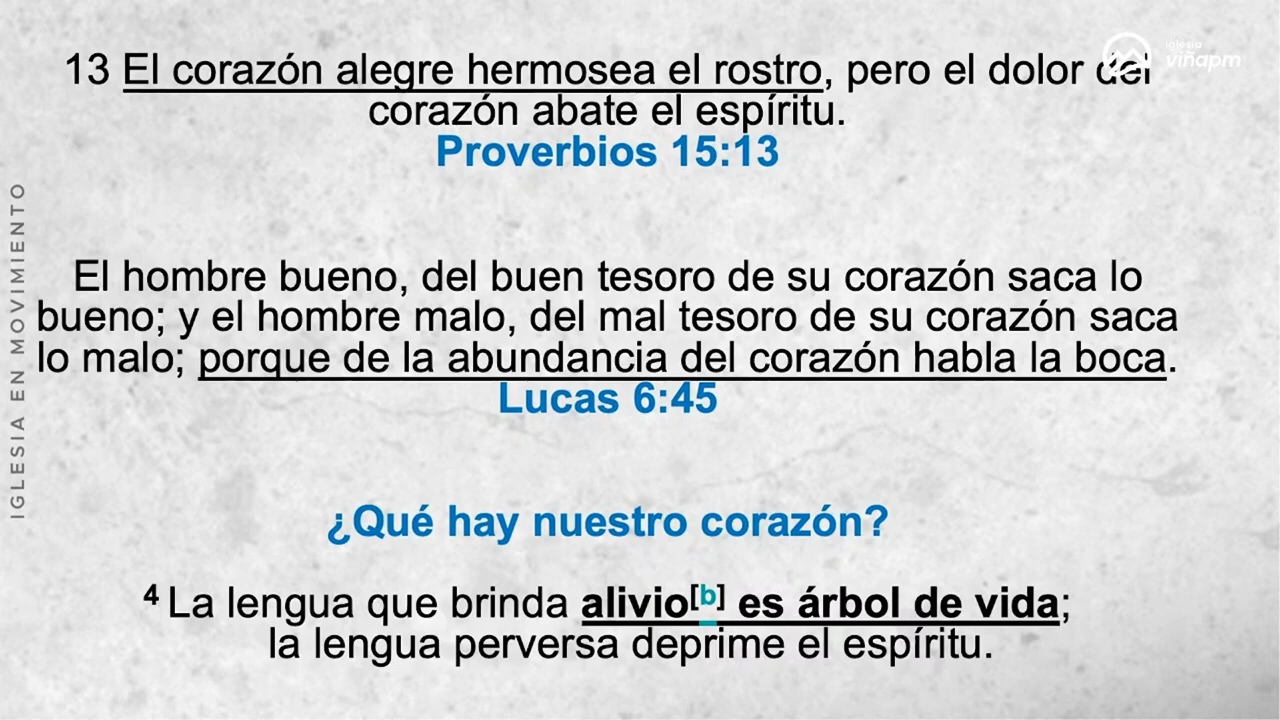 iglesia
viñapm
13 El corazón alegre hermosea el rostro, pero el dolor del
corazón abate el espíritu.
Proverbios 15:13
El hombre bueno, del buen tesoro de su corazón saca lo
bueno; y el hombre malo, del mal tesoro de su corazón saca
lo malo; porque de la abundancia del corazón habla la boca.
Lucas 6:45
¿Qué hay nuestro corazón?
4 La lengua que brinda alivio[b] es árbol de vida;
la lengua perversa deprime el espíritu.
IGLESIA EN MOVIMIENTO